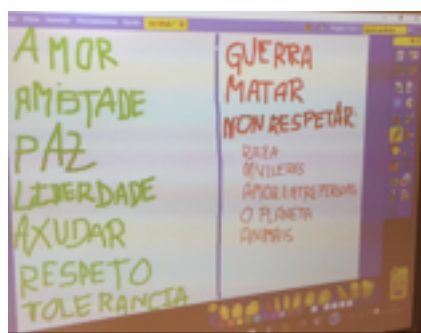 AMOR
AMISTADE
PAZ
LIBERDADE
AXUDAR
RESPETO
TOLERANCIA
GUERRA
MATAR
NON RESPETAR:
RAZA
MULLERES
AMOR ENTRE PERSOAS
O PLANETA
ANIMAIS